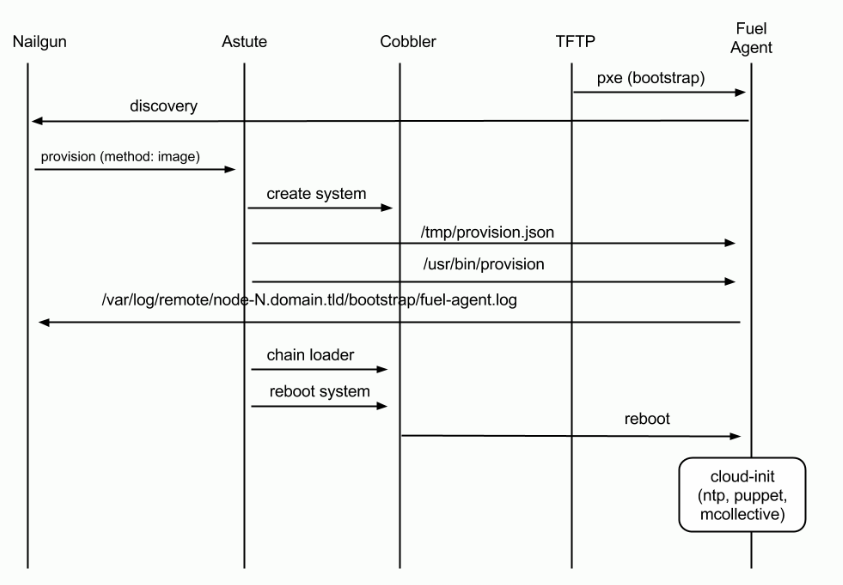 Nailgun
Astute
Cobbler
TFTP
Fuel
Agent
pxe (bootstrap)
discovery
provision (method: image)
create system
/tmp/provision.json
/usr/bin/provision
/var/log/remote/node-N.domain.tld/bootstrap/fuel-agent.log
chain loader
reboot system
reboot
cloud-init
(ntp, puppet,
mcollective)